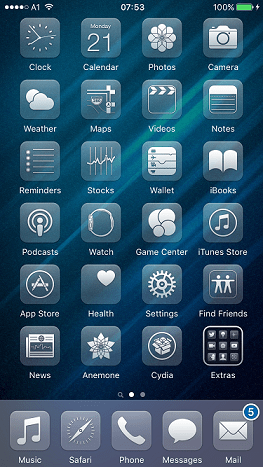 A1 07:53 100%
Monday
21
Clock Calendar Photos Camera
Weather Maps Videos Notes
Reminders Stocks Wallet iBooks
Podcasts Watch Game Center iTunes Store
App Store Health Settings Find Friends
News Anemone Cydia Extras
5
Music Safari Phone Messages Mail